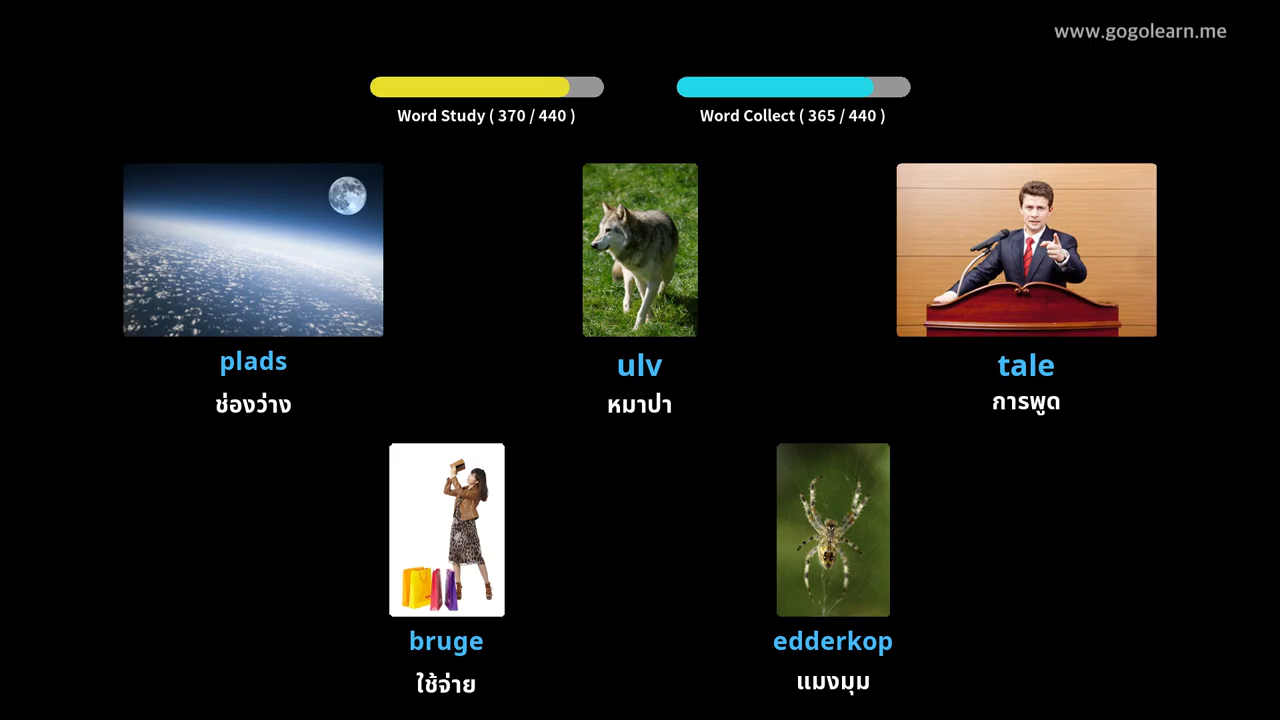 www.gogolearn.me
Word Study ( 370 / 440 )
Word Collect ( 365 / 440 )
plads
ช่องว่าง
ulv
หมาป่า
tale
การพูด
bruge
ใช้จ่าย
edderkop
แมงมุม